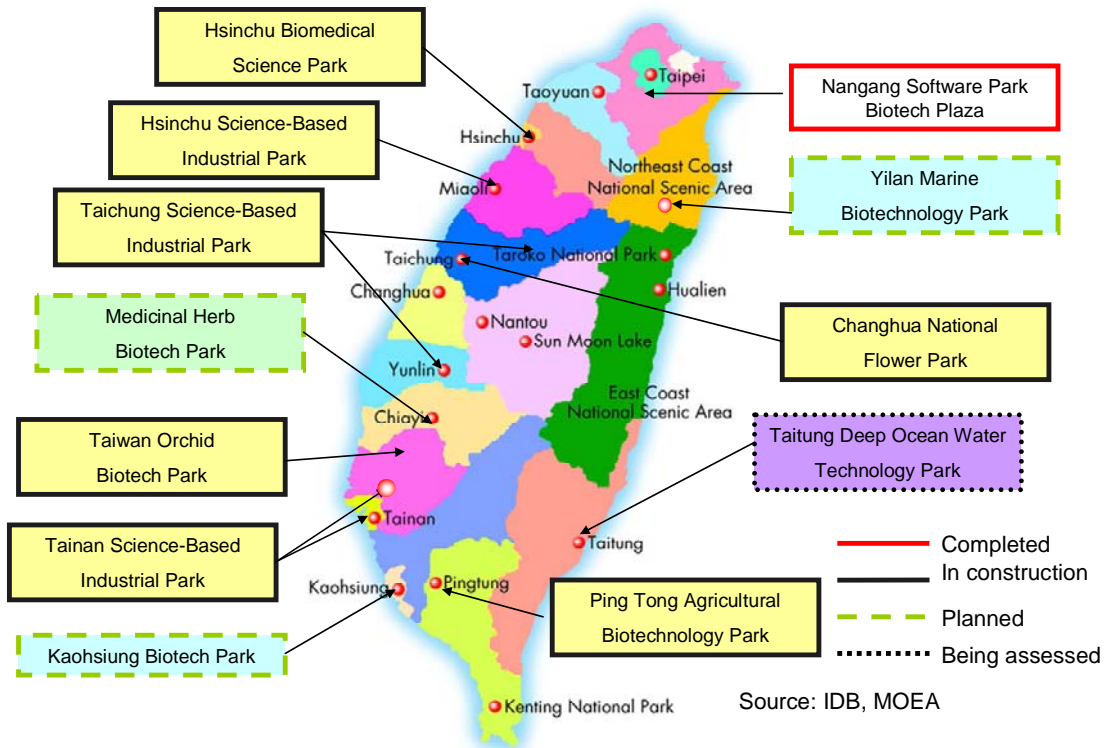 Hsinchu Biomedical
Science Park
Hsinchu Science-Based
Industrial Park
Taichung Science-Based
Industrial Park
Medicinal Herb
Biotech Park
Taiwan Orchid
Biotech Park
Tainan Science-Based
Industrial Park
Kaohsiung Biotech Park
Taipei
Taoyuan
Hsinchu
Northeast Coast
National Scenic Area
Miaoli
Taroko National Park
Taichung
Changhua
Hualien
Nantou
Sun Moon Lake
Yunlin
East Coast
National Scenic Area
Chiayi
Tainan
Taitung
Kaohsiung
Pingtung
Kenting National Park
Nangang Software Park
Biotech Plaza
Yilan Marine
Biotechnology Park
Changhua National
Flower Park
Taitung Deep Ocean Water
Technology Park
Ping Tong Agricultural
Biotechnology Park
Completed
In construction
Planned
Being assessed
Source: IDB, MOEA